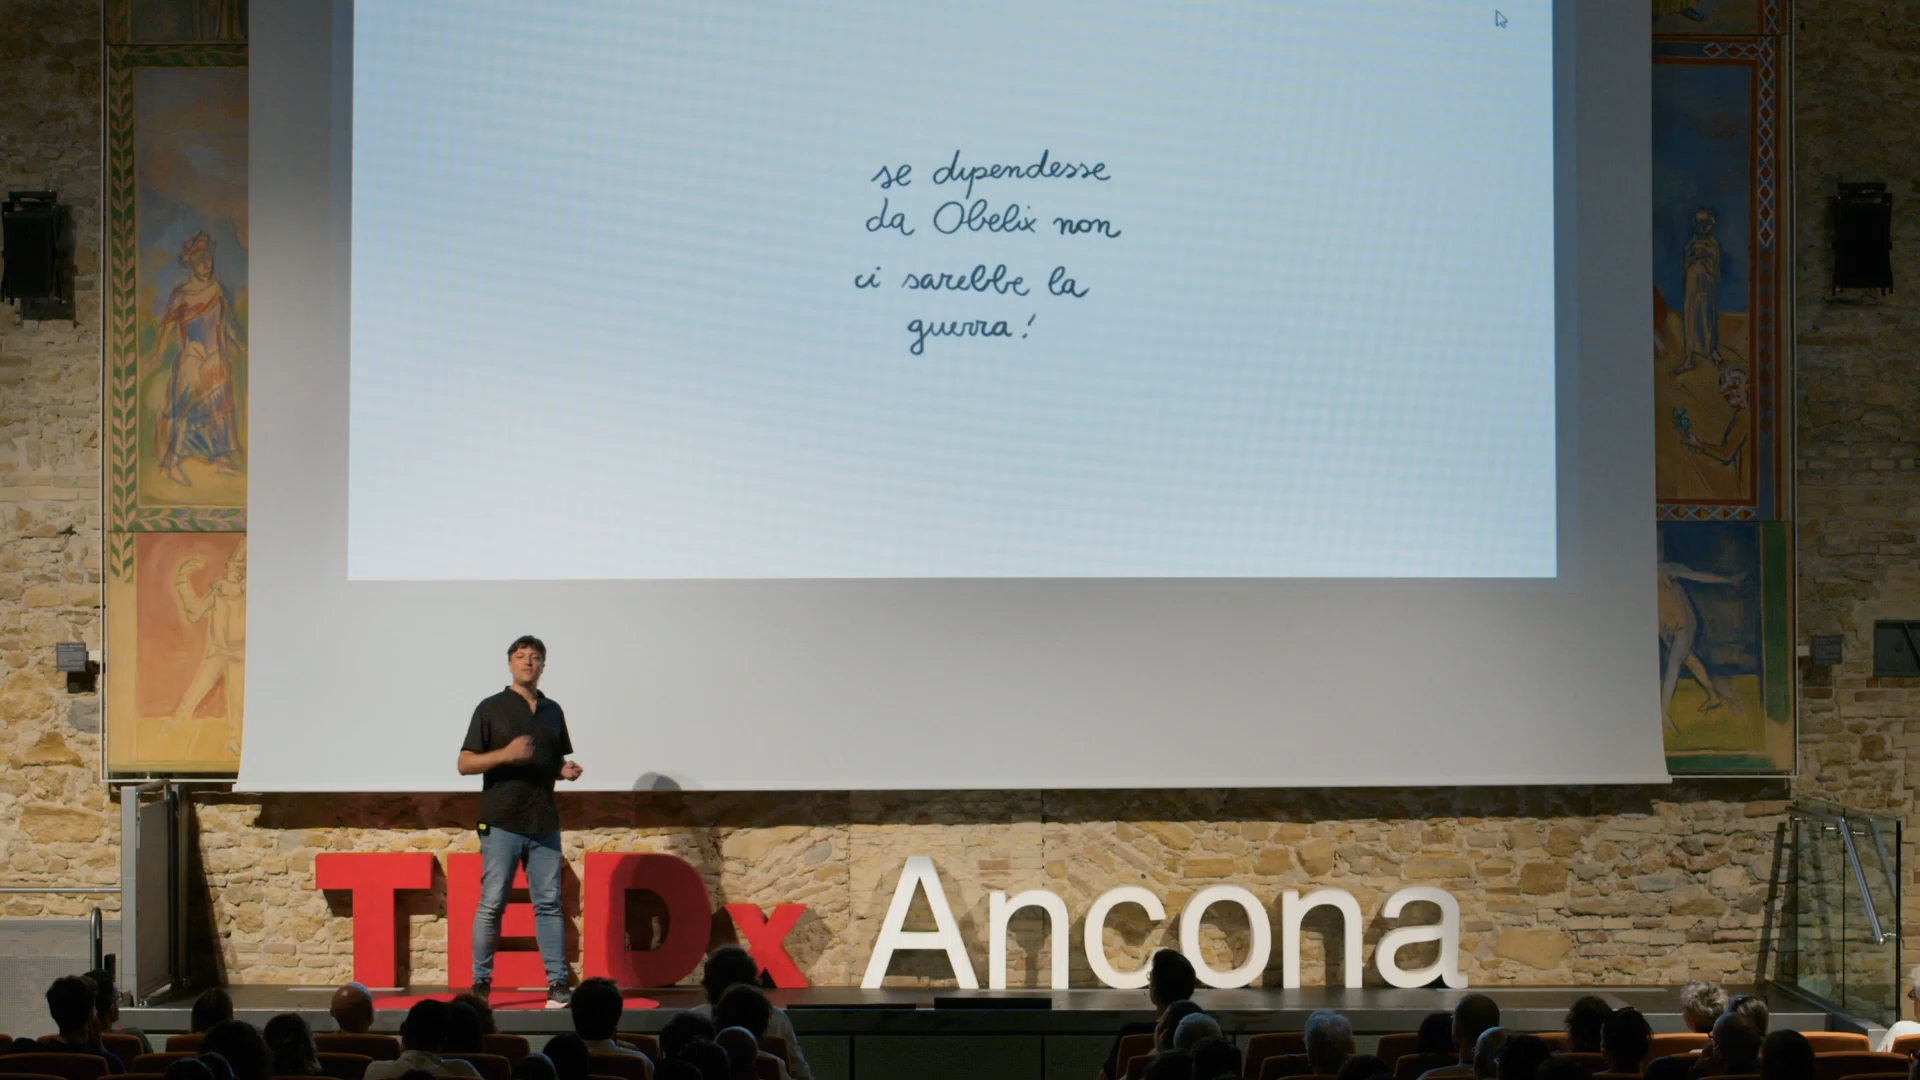 se dipendesse
da Obelix non
ci sarebbe la
guerra!
TEDx Ancona